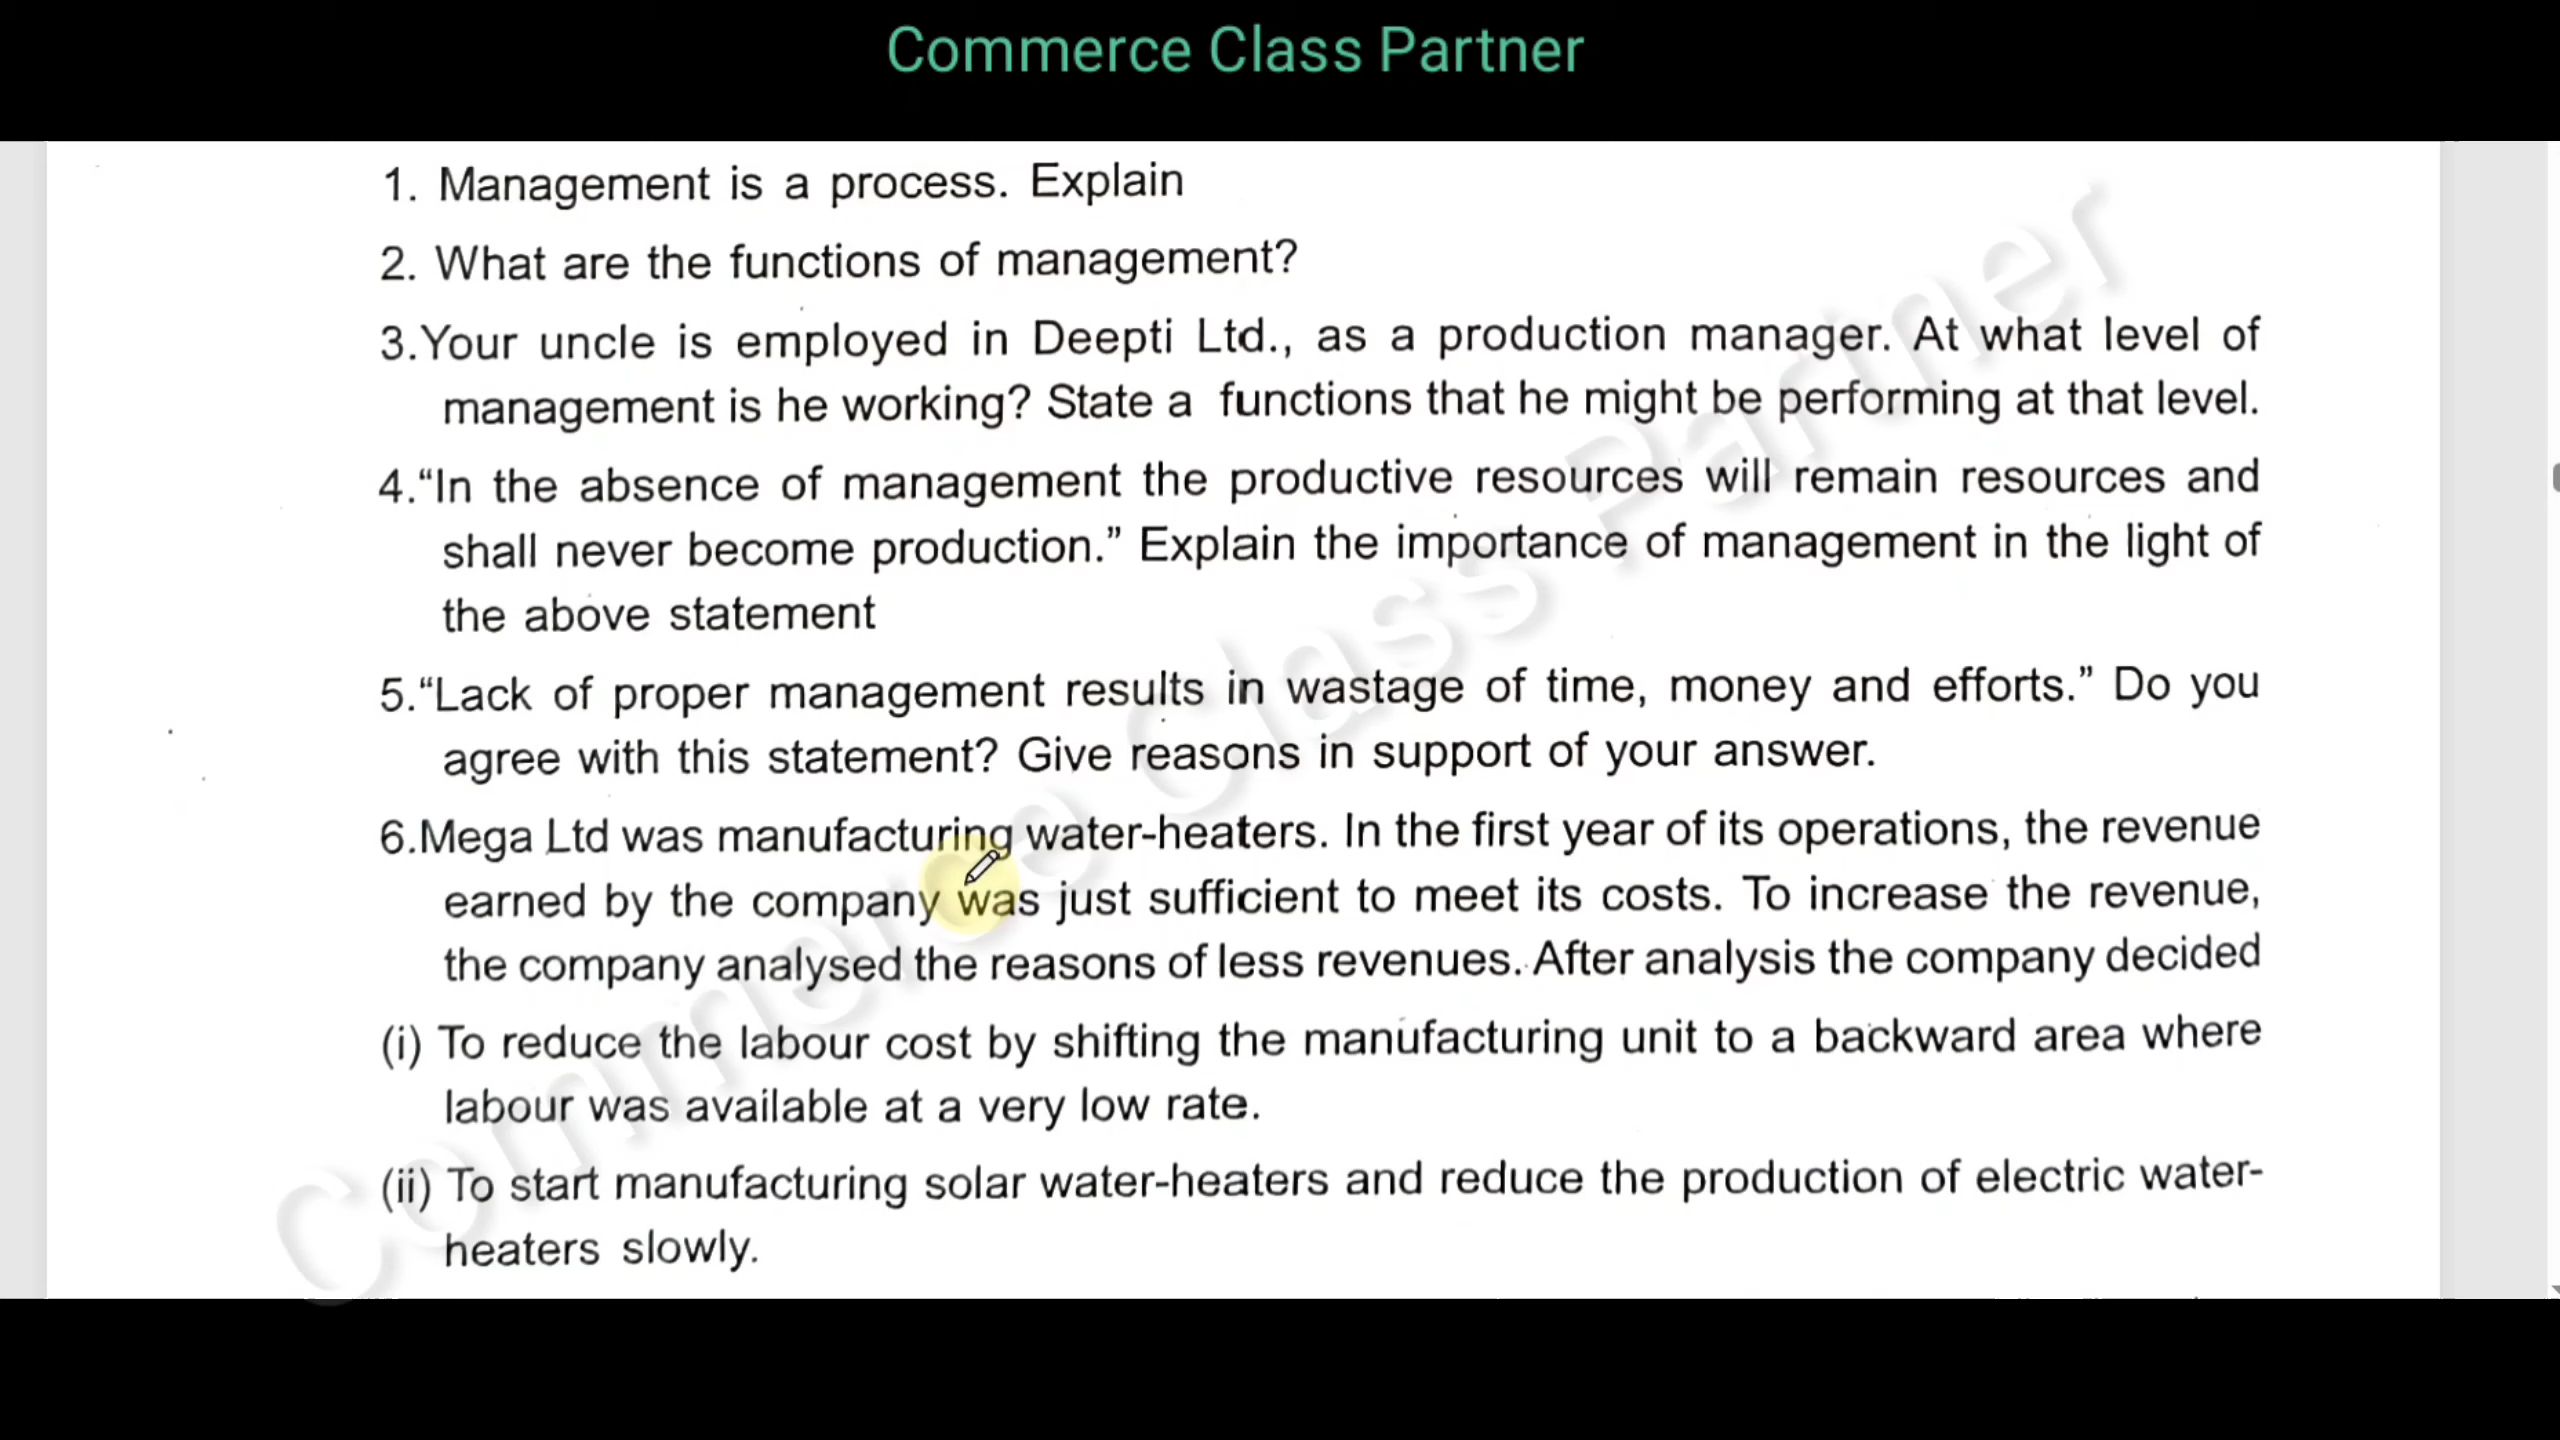 Commerce Class Partner
1. Management is a process. Explain
2. What are the functions of management?
3.Your uncle is employed in Deepti Ltd., as a production manager. At what level of
management is he working? State a functions that he might be performing at that level.
4.“In the absence of management the productive resources will remain resources and
shall never become production.” Explain the importance of management in the light of
the above statement
5.“Lack of proper management results in wastage of time, money and efforts.” Do you
agree with this statement? Give reasons in support of your answer.
6.Mega Ltd was manufacturing water-heaters. In the first year of its operations, the revenue
earned by the company was just sufficient to meet its costs. To increase the revenue,
the company analysed the reasons of less revenues. After analysis the company decided
(i) To reduce the labour cost by shifting the manufacturing unit to a backward area where
labour was available at a very low rate.
(ii) To start manufacturing solar water-heaters and reduce the production of electric water-
heaters slowly.
Commerce Class Partner